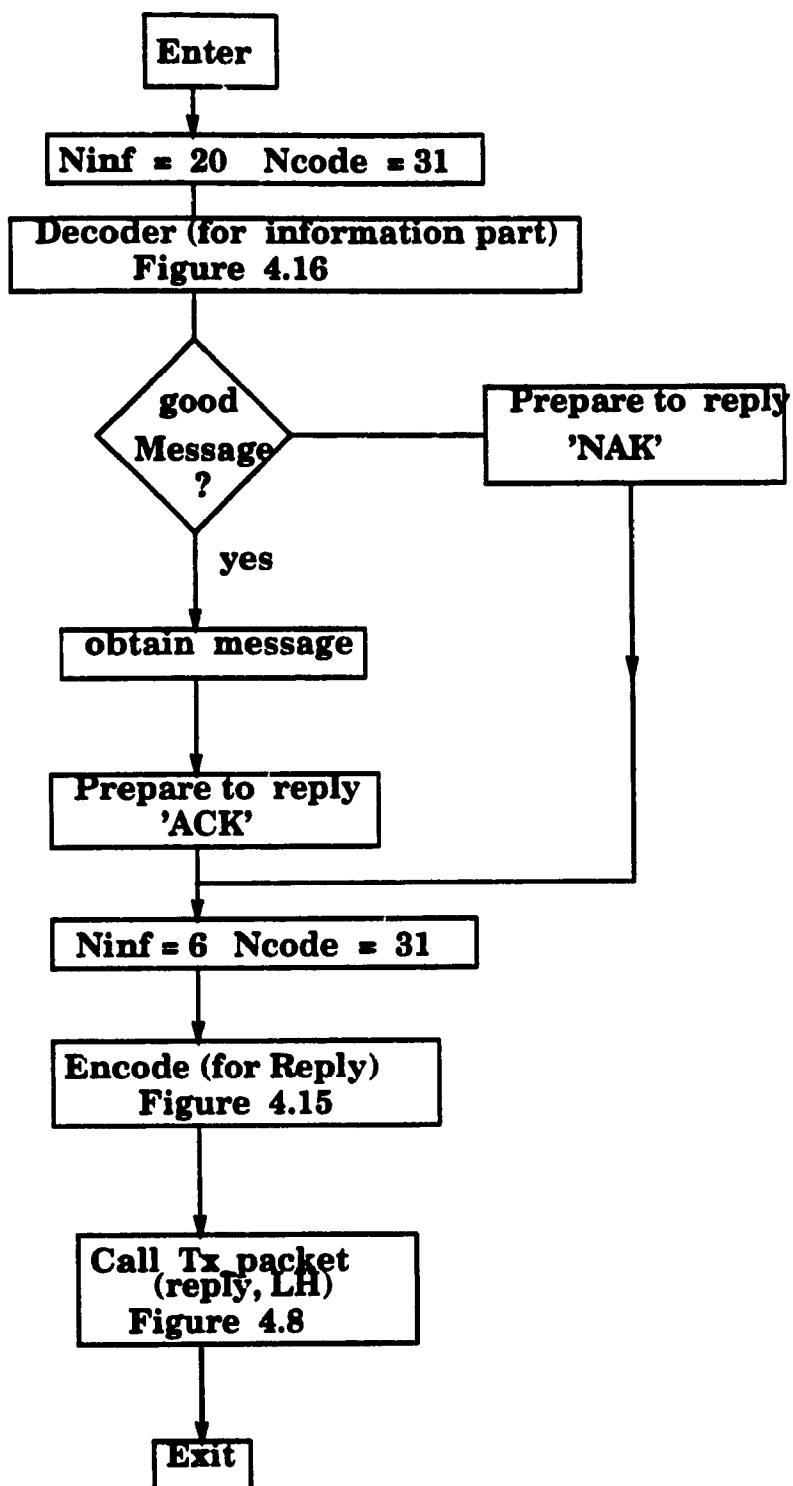 Enter
Ninf = 20 Ncode = 31
Decoder (for information part)
Figure 4.16
good
Message
?
Prepare to reply
'NAK'
yes
obtain message
Prepare to reply
'ACK'
Ninf = 6 Ncode = 31
Encode (for Reply)
Figure 4.15
Call Tx_packet
(reply, LH)
Figure 4.8
Exit